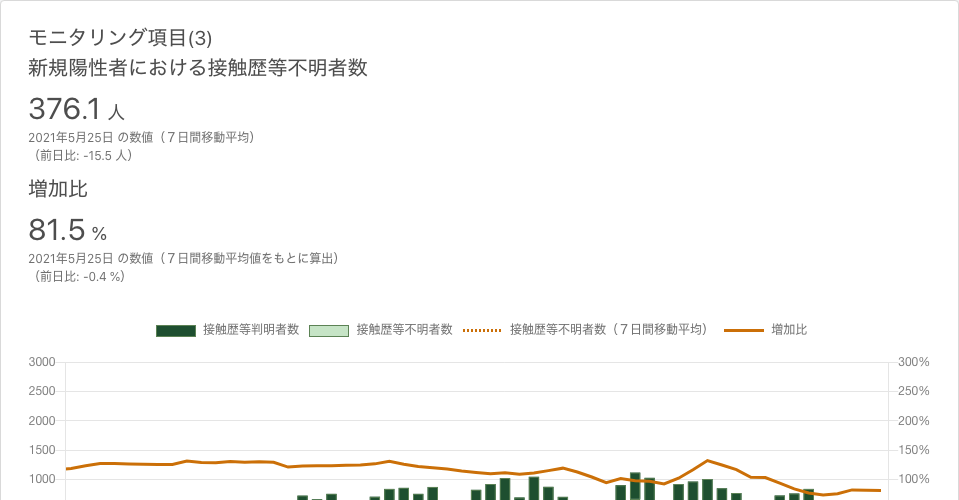 モニタリング項目(3)
新規陽性者における接触歴等不明者数
376.1 人
2021年5月25日 の数値（７日間移動平均）
（前日比: -15.5 人）
増加比
81.5 %
2021年5月25日 の数値（７日間移動平均値をもとに算出）
（前日比: -0.4 %）
接触歴等判明者数 接触歴等不明者数 接触歴等不明者数（７日間移動平均） 増加比
3000 300%
2500 250%
2000 200%
1500 150%
1000 100%